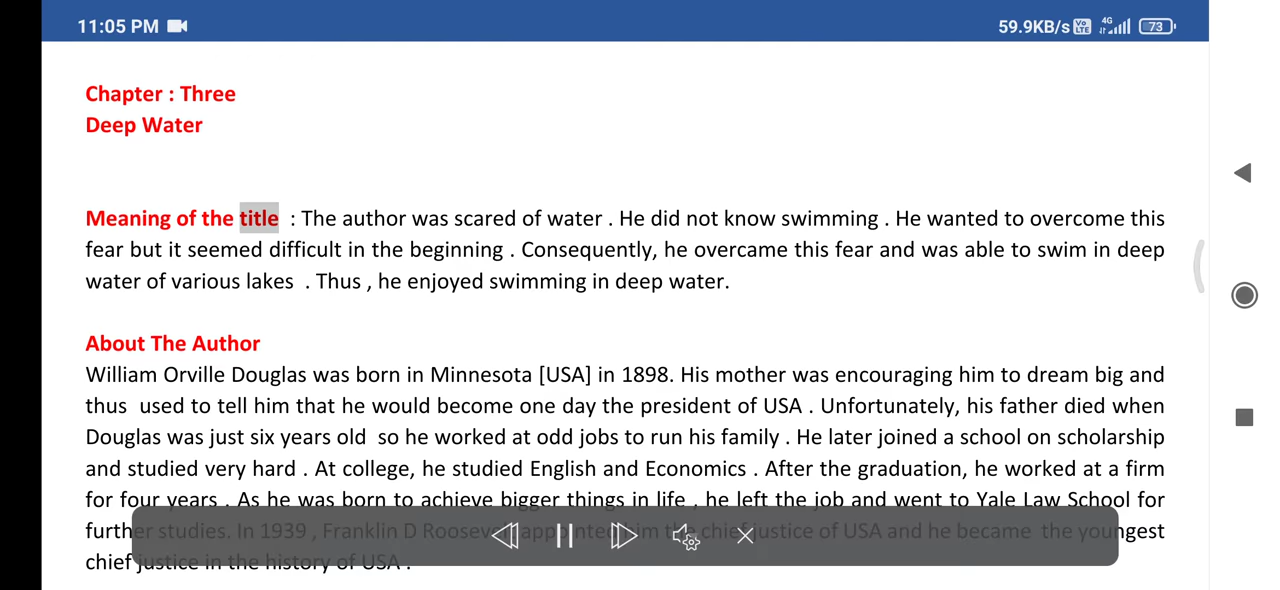 11:05 PM 59.9KB/s Vo LTE 4G 73
Chapter : Three
Deep Water
Meaning of the title : The author was scared of water . He did not know swimming . He wanted to overcome this
fear but it seemed difficult in the beginning . Consequently, he overcame this fear and was able to swim in deep
water of various lakes . Thus , he enjoyed swimming in deep water.
About The Author
William Orville Douglas was born in Minnesota [USA] in 1898. His mother was encouraging him to dream big and
thus used to tell him that he would become one day the president of USA . Unfortunately, his father died when
Douglas was just six years old so he worked at odd jobs to run his family . He later joined a school on scholarship
and studied very hard . At college, he studied English and Economics . After the graduation, he worked at a firm
for four years . As he was born to achieve bigger things in life , he left the job and went to Yale Law School for
further studies. In 1939 , Franklin D Roosevelt appointed him the chief justice of USA and he became the youngest
chief justice in the history of USA .